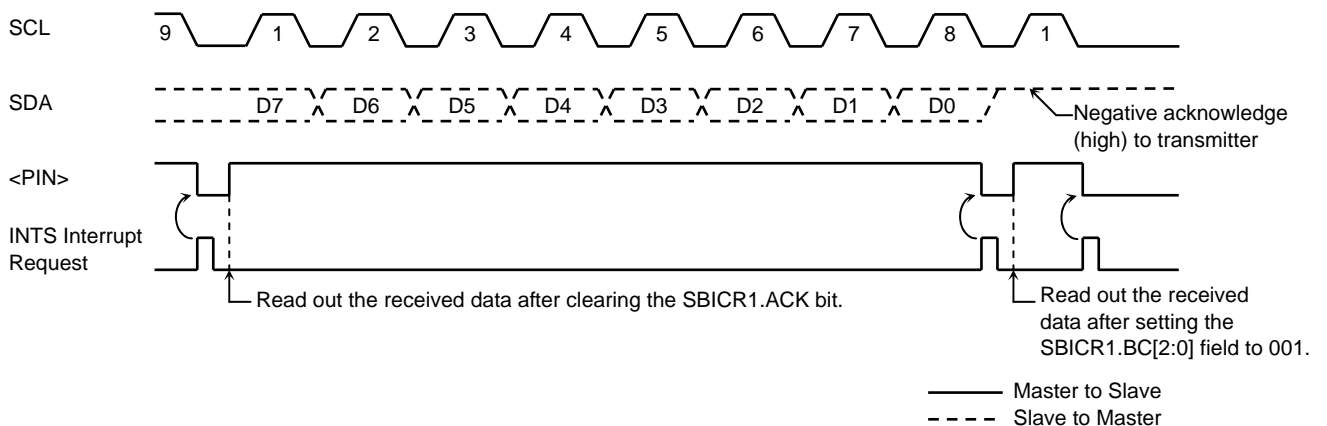 SCL
9 1 2 3 4 5 6 7 8 1
SDA
D7 D6 D5 D4 D3 D2 D1 D0
Negative acknowledge
(high) to transmitter
<PIN>
INTS Interrupt
Request
Read out the received data after clearing the SBICR1.ACK bit.
Read out the received
data after setting the
SBICR1.BC[2:0] field to 001.
Master to Slave
Slave to Master